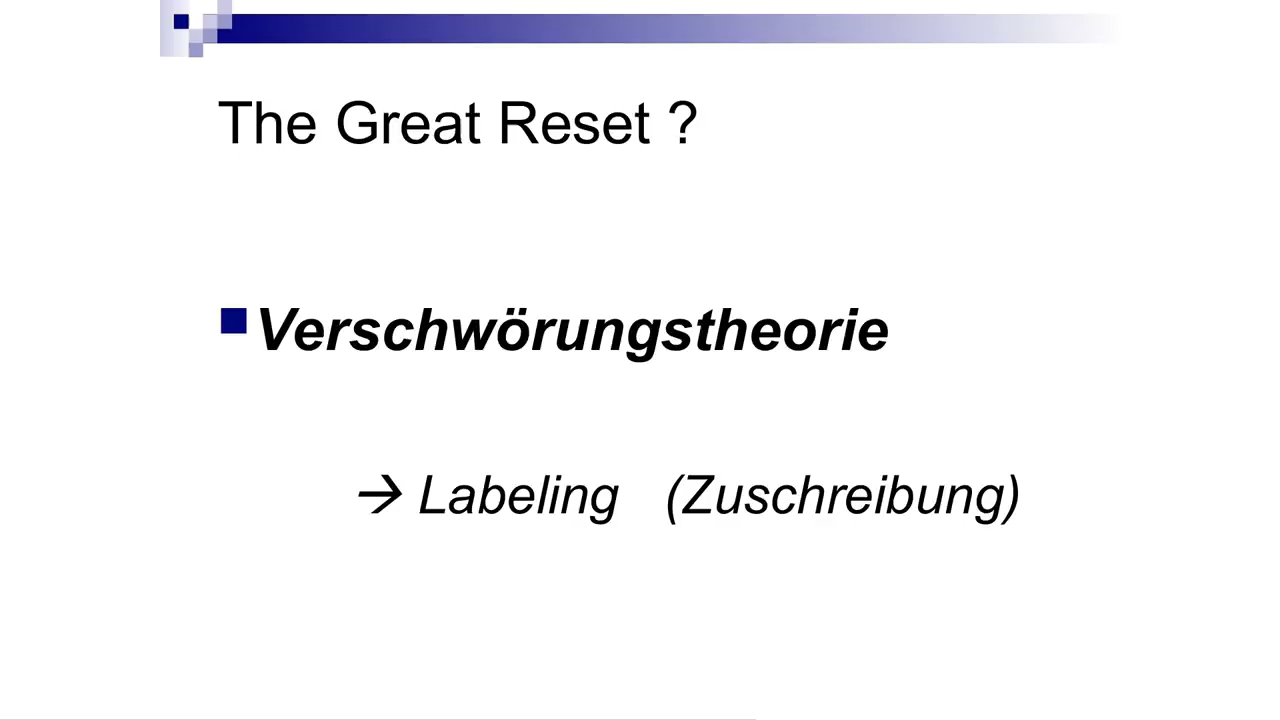 The Great Reset ?
Verschwörungstheorie
→ Labeling (Zuschreibung)